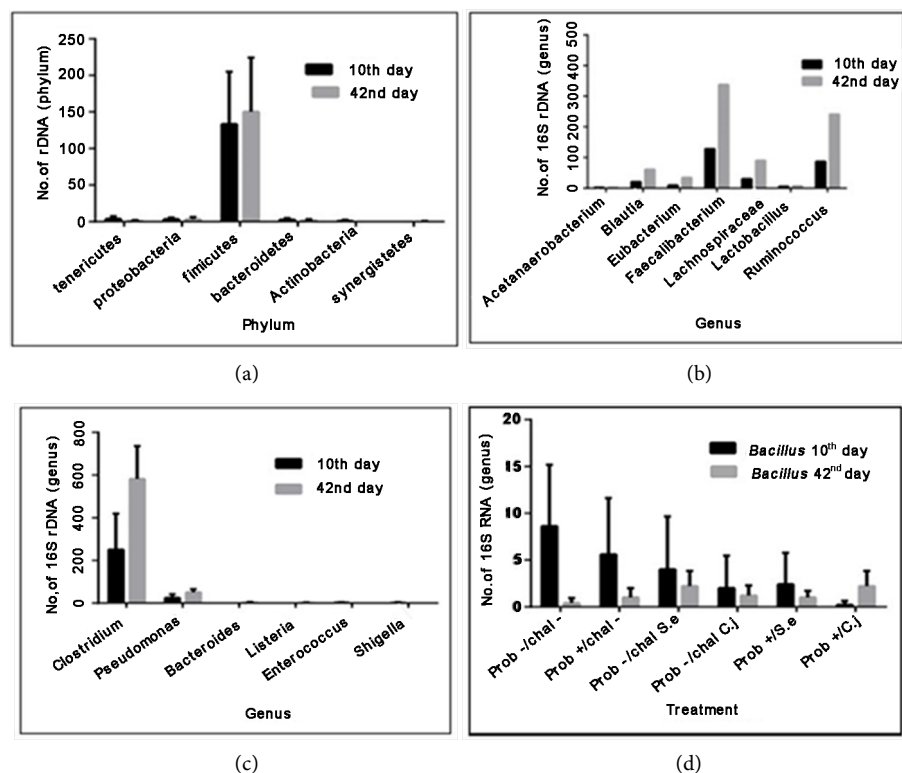 250
200
150
100
50
0
No.of rDNA (phylum)
10th day
42nd day
tenericutes
proteobacteria
fimicutes
bacteroidetes
Actinobacteria
synergistetes
Phylum
(a)
500
400
300
200
100
0
No. of 16S rDNA (genus)
10th day
42nd day
Acetanaerobacterium
Blautia
Eubacterium
Faecalibacterium
Lachnospiraceae
Lactobacillus
Ruminococcus
Genus
(b)
800
600
400
200
0
No,of 16S rDNA (genus)
10th day
42nd day
Clostridium
Pseudomonas
Bacteroides
Listeria
Enterococcus
Shigella
Genus
(c)
20
15
10
5
0
No.of 16S RNA (genus)
Bacillus 10th day
Bacillus 42nd day
Prob -/chal -
Prob +/chal -
Prob -/chal S.e
Prob -/chal C.j
Prob +/S.e
Prob +/C.j
Treatment
(d)